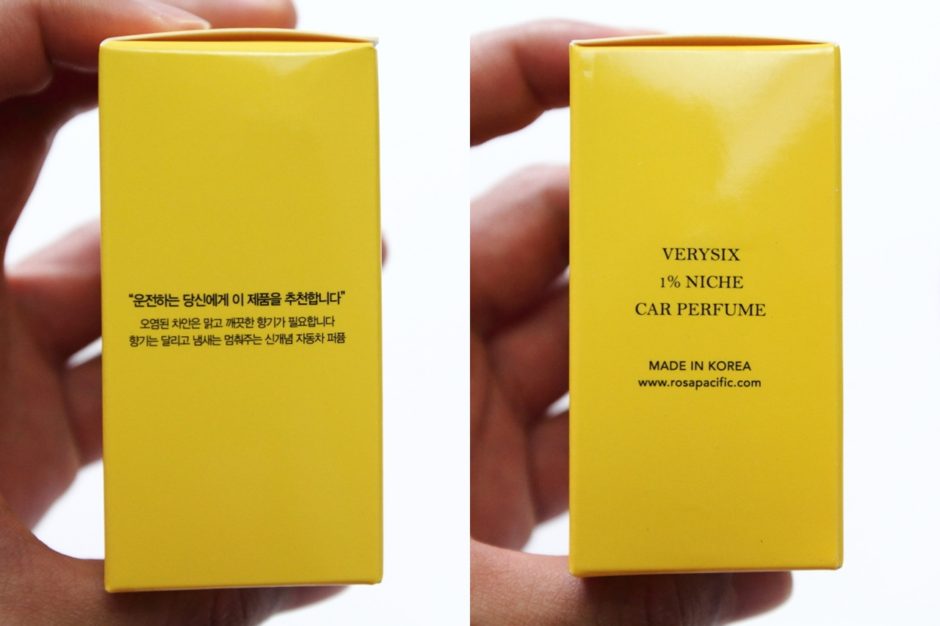 "운전하는 당신에게 이 제품을 추천합니다"
오염된 차안은 맑고 깨끗한 향기가 필요합니다
향기는 달리고 냄새는 멈춰주는 신개념 자동차 퍼퓸
VERYSIX
1% NICHE
CAR PERFUME
MADE IN KOREA
www.rosapacific.com